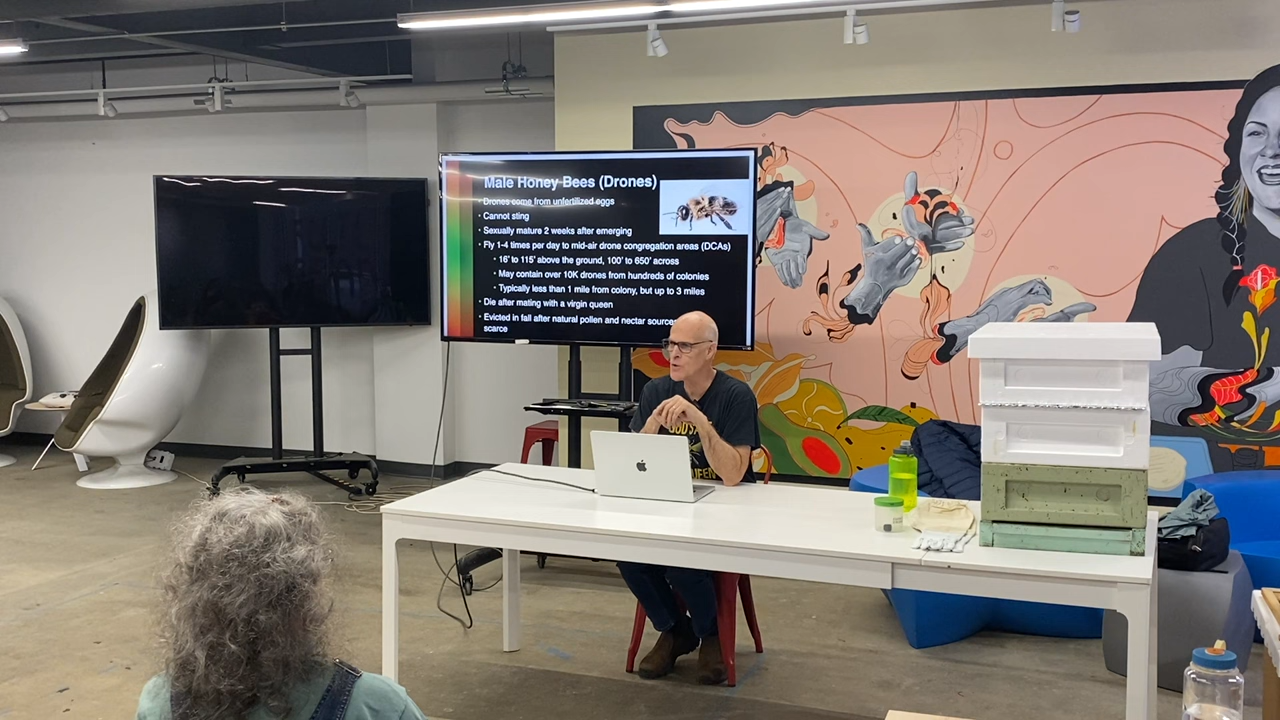 Male Honey Bees (Drones)
• Drones come from unfertilized eggs
• Cannot sting
• Sexually mature 2 weeks after emerging
• Fly 1-4 times per day to mid-air drone congregation areas (DCAs)
• 16' to 115' above the ground, 100' to 650' across
• May contain over 10K drones from hundreds of colonies
• Typically less than 1 mile from colony, but up to 3 miles
• Die after mating with a virgin queen
• Evicted in fall after natural pollen and nectar source
scarce